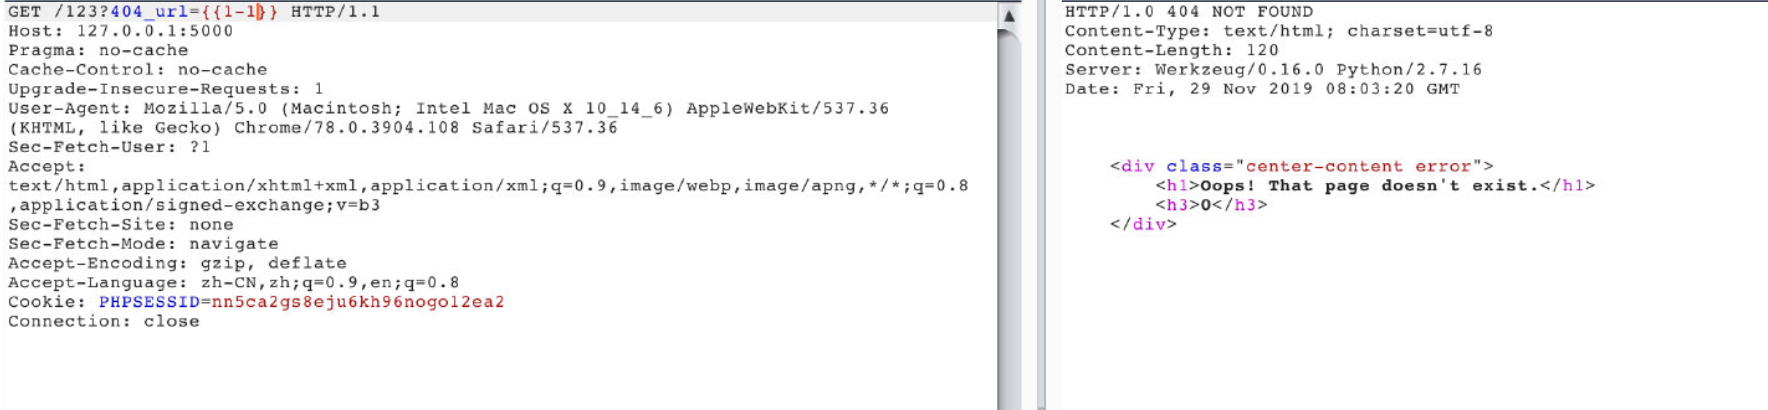 GET /123?404_url={{1-1}} HTTP/1.1
Host: 127.0.0.1:5000
Pragma: no-cache
Cache-Control: no-cache
Upgrade-Insecure-Requests: 1
User-Agent: Mozilla/5.0 (Macintosh; Intel Mac OS X 10_14_6) AppleWebKit/537.36
(KHTML, like Gecko) Chrome/78.0.3904.108 Safari/537.36
Sec-Fetch-User: ?1
Accept:
text/html,application/xhtml+xml,application/xml;q=0.9,image/webp,image/apng,*/*;q=0.8
,application/signed-exchange;v=b3
Sec-Fetch-Site: none
Sec-Fetch-Mode: navigate
Accept-Encoding: gzip, deflate
Accept-Language: zh-CN,zh;q=0.9,en;q=0.8
Cookie: PHPSESSID=nn5ca2gs8eju6kh96nogo12ea2
Connection: close
HTTP/1.0 404 NOT FOUND
Content-Type: text/html; charset=utf-8
Content-Length: 120
Server: Werkzeug/0.16.0 Python/2.7.16
Date: Fri, 29 Nov 2019 08:03:20 GMT
<div class="center-content error">
<h1>Oops! That page doesn't exist.</h1>
<h3>0</h3>
</div>